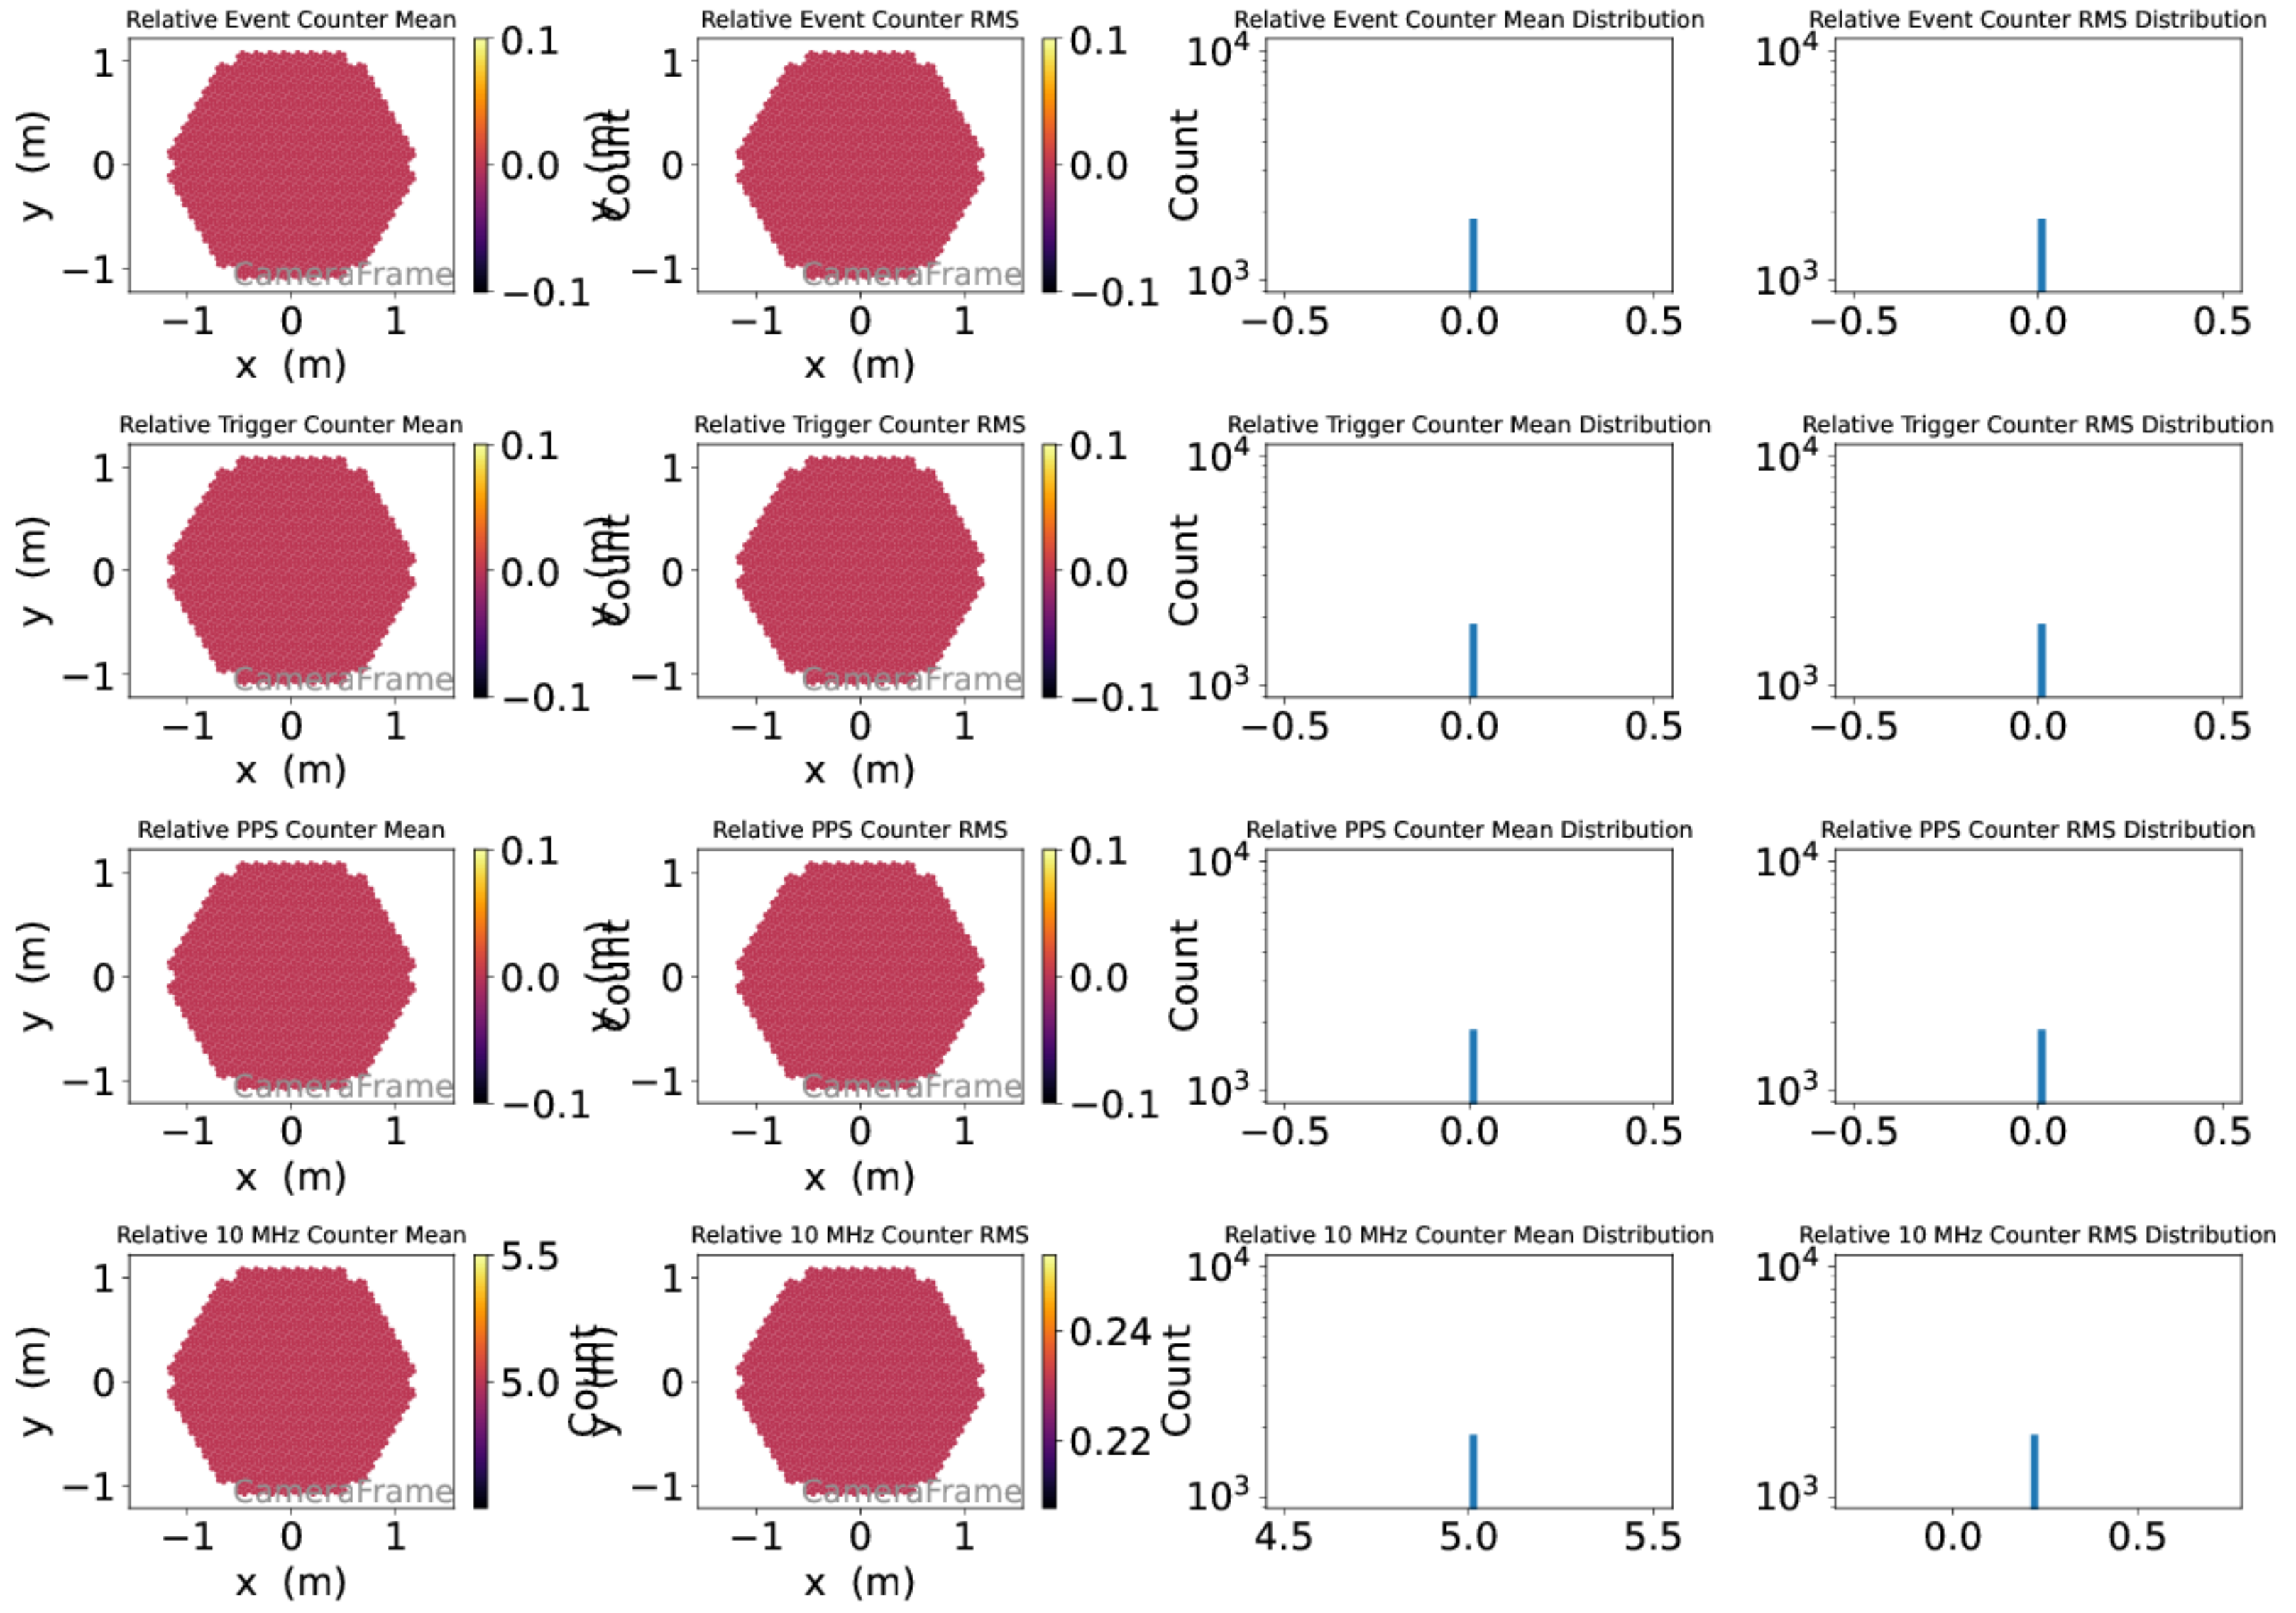 Relative Event Counter Mean
Relative Event Counter RMS
Relative Event Counter Mean Distribution
Relative Event Counter RMS Distribution
y (m)
1
0
−1
CameraFrame
−1 0 1
x (m)
0.1
0.0
−0.1
Count
y (m)
1
0
−1
CameraFrame
−1 0 1
x (m)
0.1
0.0
−0.1
Count
10⁴
10³
−0.5 0.0 0.5
10⁴
10³
−0.5 0.0 0.5
Relative Trigger Counter Mean
Relative Trigger Counter RMS
Relative Trigger Counter Mean Distribution
Relative Trigger Counter RMS Distribution
y (m)
1
0
−1
CameraFrame
−1 0 1
x (m)
0.1
0.0
−0.1
Count
y (m)
1
0
−1
CameraFrame
−1 0 1
x (m)
0.1
0.0
−0.1
Count
10⁴
10³
−0.5 0.0 0.5
10⁴
10³
−0.5 0.0 0.5
Relative PPS Counter Mean
Relative PPS Counter RMS
Relative PPS Counter Mean Distribution
Relative PPS Counter RMS Distribution
y (m)
1
0
−1
CameraFrame
−1 0 1
x (m)
0.1
0.0
−0.1
Count
y (m)
1
0
−1
CameraFrame
−1 0 1
x (m)
0.1
0.0
−0.1
Count
10⁴
10³
−0.5 0.0 0.5
10⁴
10³
−0.5 0.0 0.5
Relative 10 MHz Counter Mean
Relative 10 MHz Counter RMS
Relative 10 MHz Counter Mean Distribution
Relative 10 MHz Counter RMS Distribution
y (m)
1
0
−1
CameraFrame
−1 0 1
x (m)
5.5
5.0
Count
y (m)
1
0
−1
CameraFrame
−1 0 1
x (m)
0.24
0.22
Count
10⁴
10³
4.5 5.0 5.5
10⁴
10³
0.0 0.5